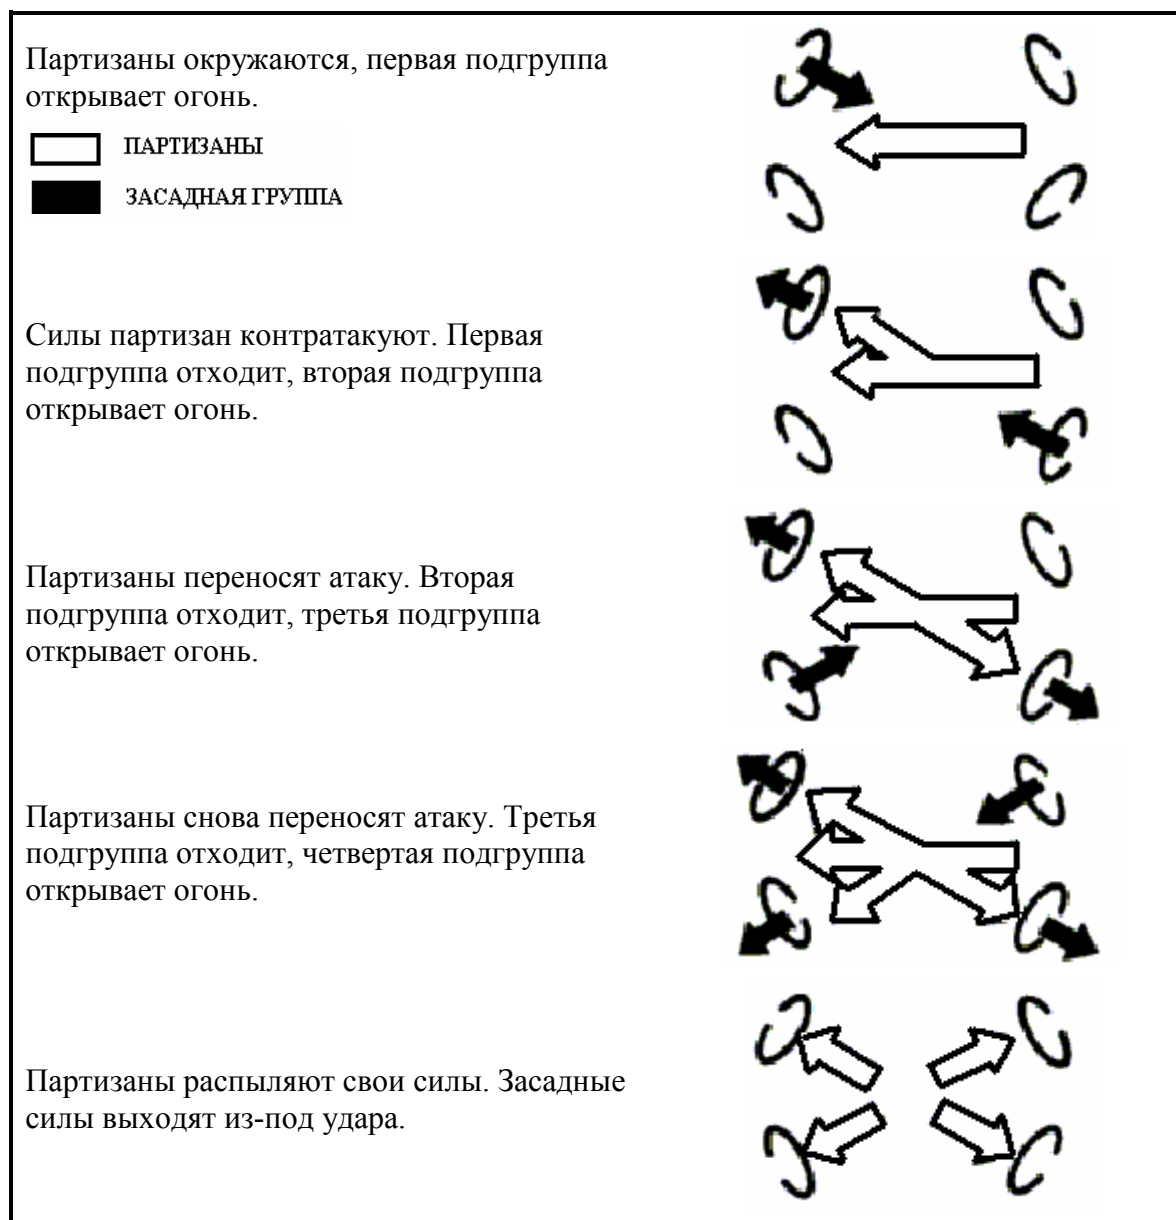 Партизаны окружаются, первая подгруппа
открывает огонь.
ПАРТИЗАНЫ
ЗАСАДНАЯ ГРУППА
Силы партизан контратакуют. Первая
подгруппа отходит, вторая подгруппа
открывает огонь.
Партизаны переносят атаку. Вторая
подгруппа отходит, третья подгруппа
открывает огонь.
Партизаны снова переносят атаку. Третья
подгруппа отходит, четвертая подгруппа
открывает огонь.
Партизаны распыляют свои силы. Засадные
силы выходят из-под удара.